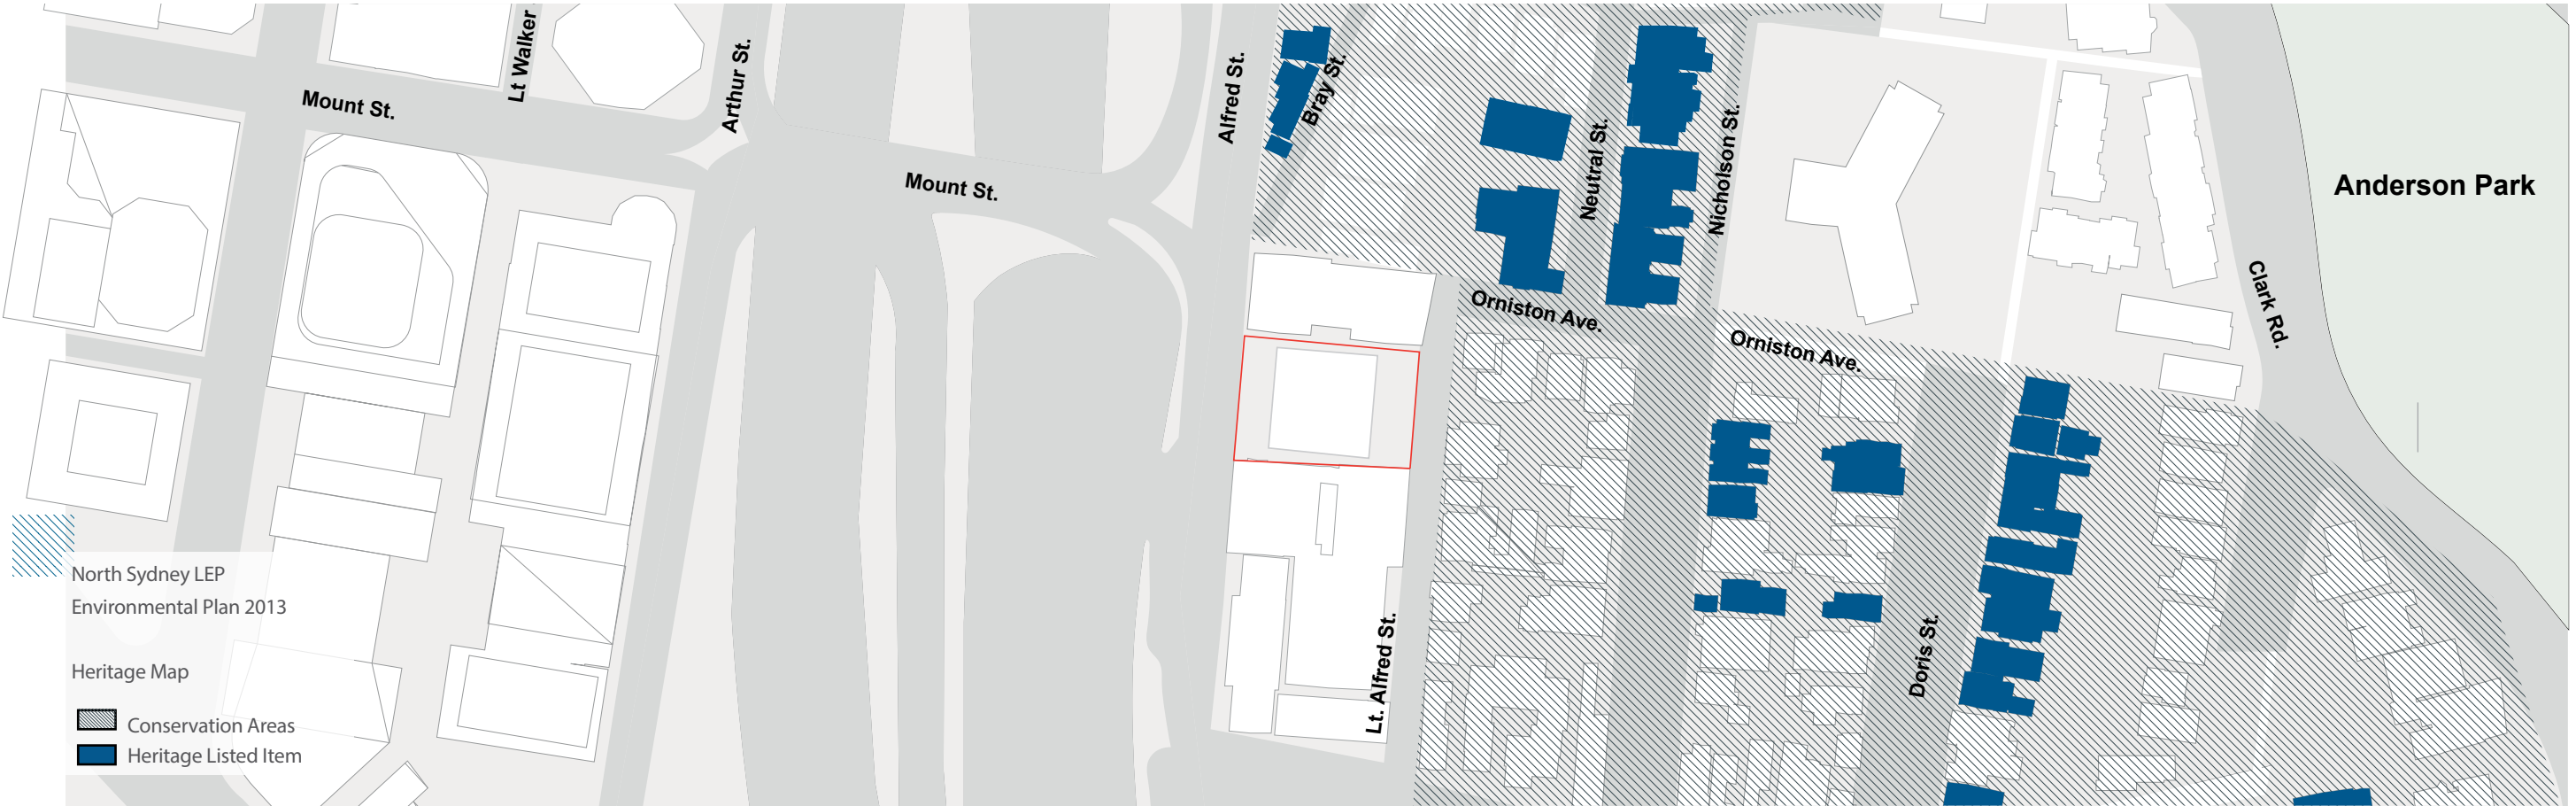 Mount St.
Lt Walker
Arthur St.
Mount St.
Alfred St.
Bray St.
Neutral St.
Nicholson St.
Anderson Park
Clark Rd.
Orniston Ave.
Orniston Ave.
Lt. Alfred St.
Doris St.
North Sydney LEP
Environmental Plan 2013
Heritage Map
Conservation Areas
Heritage Listed Item